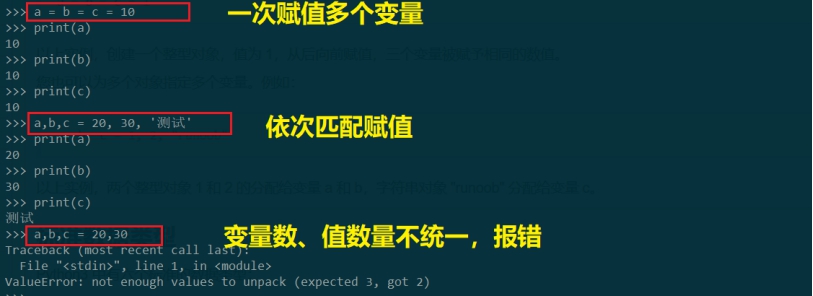 >>> a = b = c = 10
一次赋值多个变量
>>> print(a)
10
>>> print(b)
10
>>> print(c)
10
>>> a,b,c = 20, 30, '测试'
依次匹配赋值
>>> print(a)
20
>>> print(b)
30
>>> print(c)
测试
>>> a,b,c = 20,30
变量数、值数量不统一，报错
Traceback (most recent call last):
File "<stdin>", line 1, in <module>
ValueError: not enough values to unpack (expected 3, got 2)